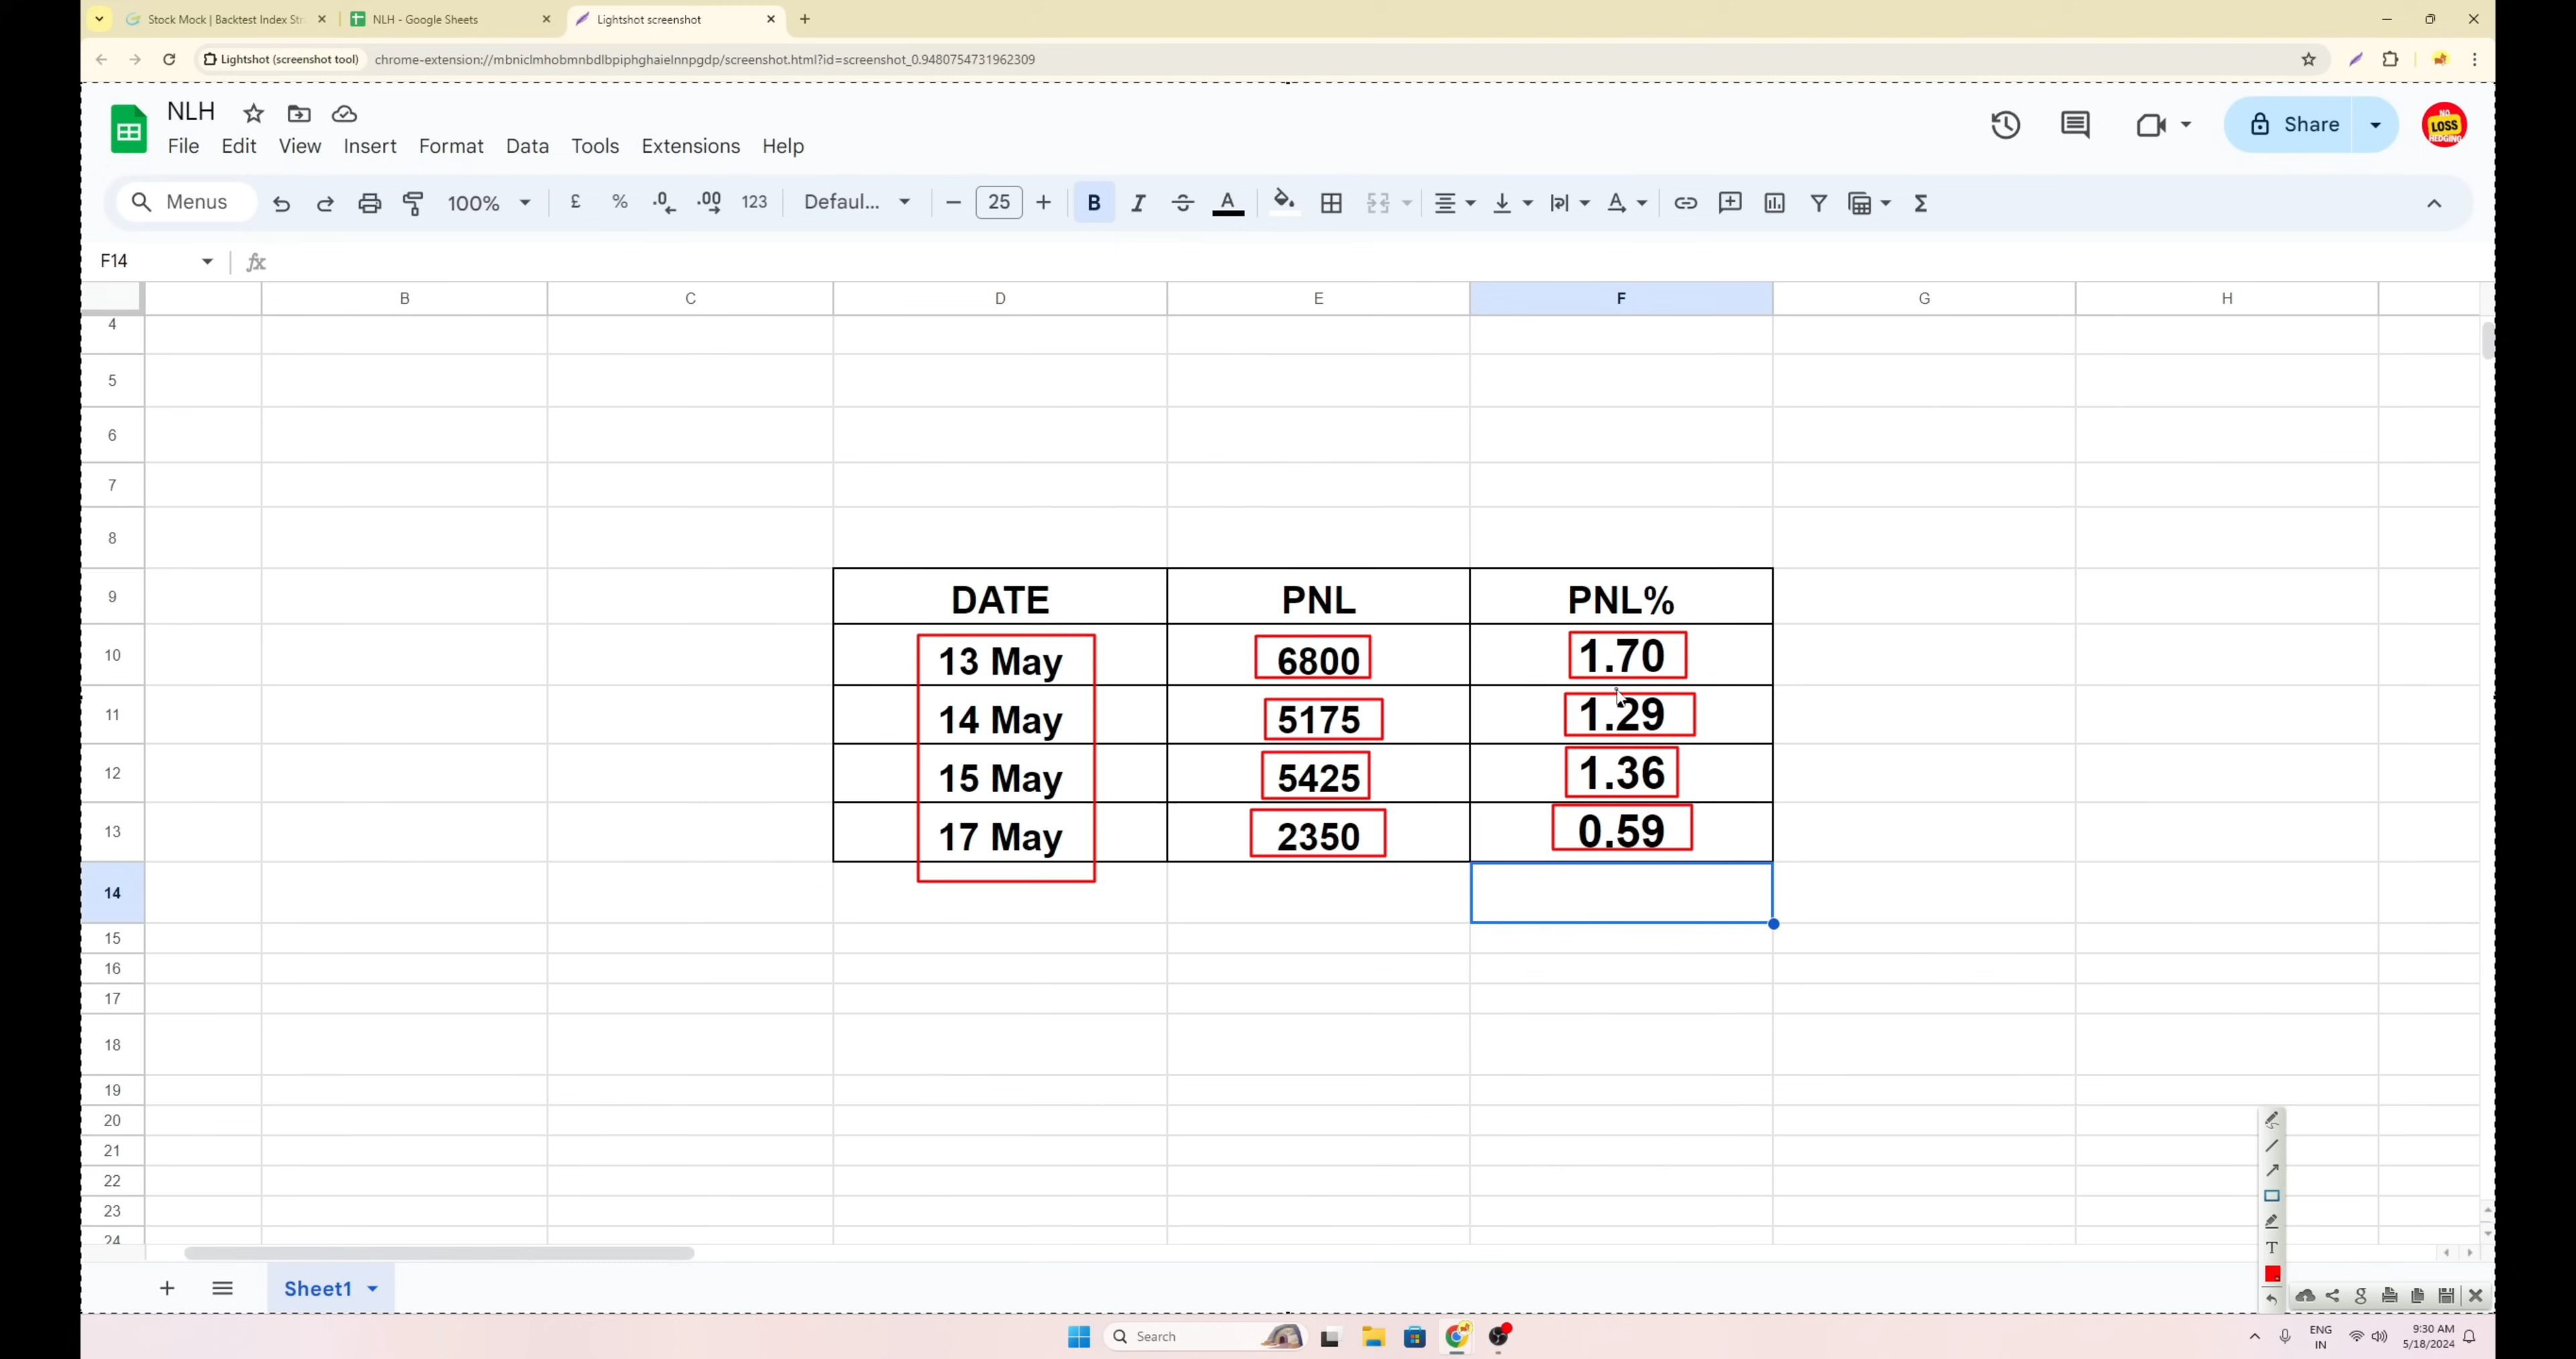 Stock Mock | Backtest Index Str
NLH - Google Sheets
Lightshot screenshot
Lightshot (screenshot tool) chrome-extension://mbniclmhobmnbdlbpiphghaielnnpgdp/screenshot.html?id=screenshot_0.9480754731962309
NLH
File Edit View Insert Format Data Tools Extensions Help
Share
NO LOSS HEDGING
Menus 100% £ % .0 .00 123 Defaul... 25 B I A A Σ
F14 fx
B C D E F G H
4
5
6
7
8
9 DATE PNL PNL%
10 13 May 6800 1.70
11 14 May 5175 1.29
12 15 May 5425 1.36
13 17 May 2350 0.59
14
15
16
17
18
19
20
21
22
23
24
Sheet1
T
g
Search
ENG
IN
9:30 AM
5/18/2024